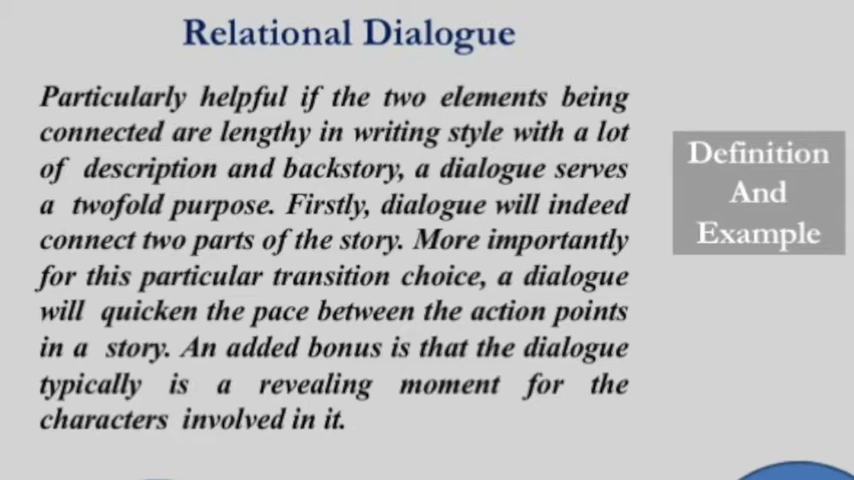 Relational Dialogue
Particularly helpful if the two elements being
connected are lengthy in writing style with a lot
of description and backstory, a dialogue serves
a twofold purpose. Firstly, dialogue will indeed
connect two parts of the story. More importantly
for this particular transition choice, a dialogue
will quicken the pace between the action points
in a story. An added bonus is that the dialogue
typically is a revealing moment for the
characters involved in it.
Definition
And
Example